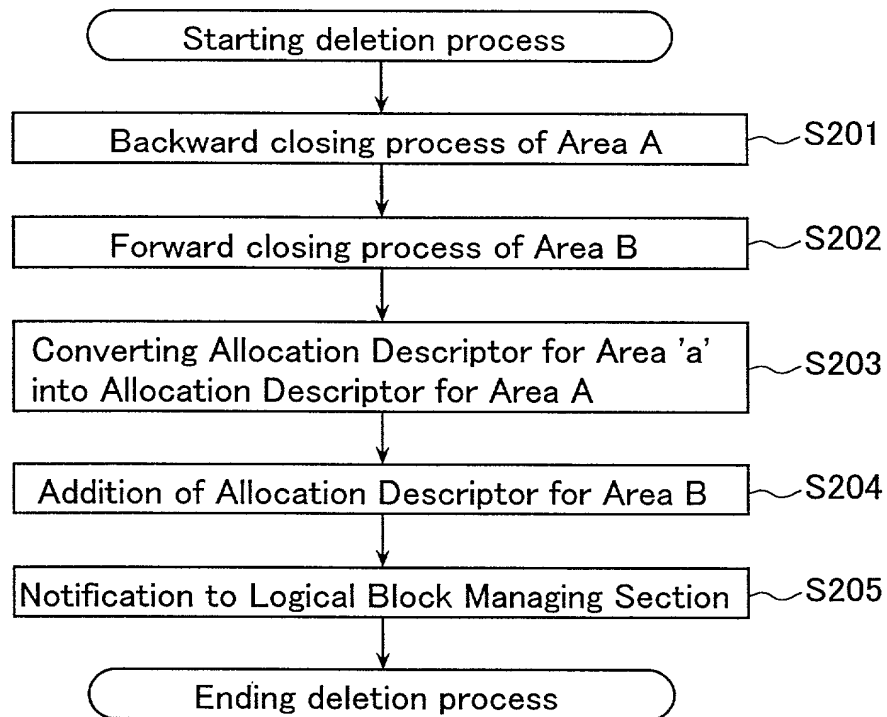 Starting deletion process
Backward closing process of Area A
S201
Forward closing process of Area B
S202
Converting Allocation Descriptor for Area 'a'
into Allocation Descriptor for Area A
S203
Addition of Allocation Descriptor for Area B
S204
Notification to Logical Block Managing Section
S205
Ending deletion process